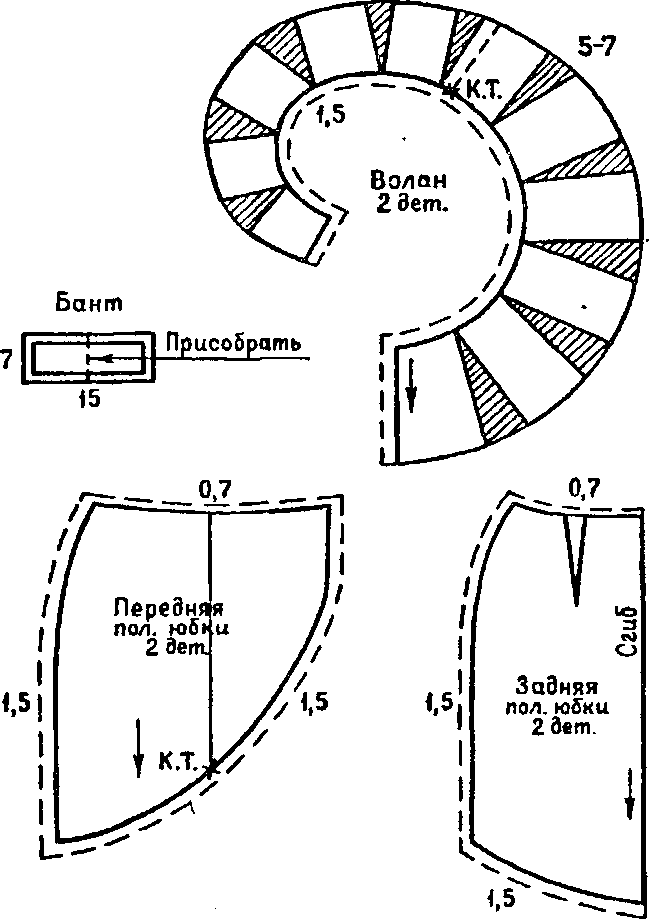 5-7
К.Т.
1,5
Волан
2 дет.
Бант
7
Присобрать
15
0,7
Передняя
пол. юбки
2 дет.
1,5
1,5
К.Т.
0,7
Сгиб
Задняя
пол. юбки
2 дет.
1,5
1,5